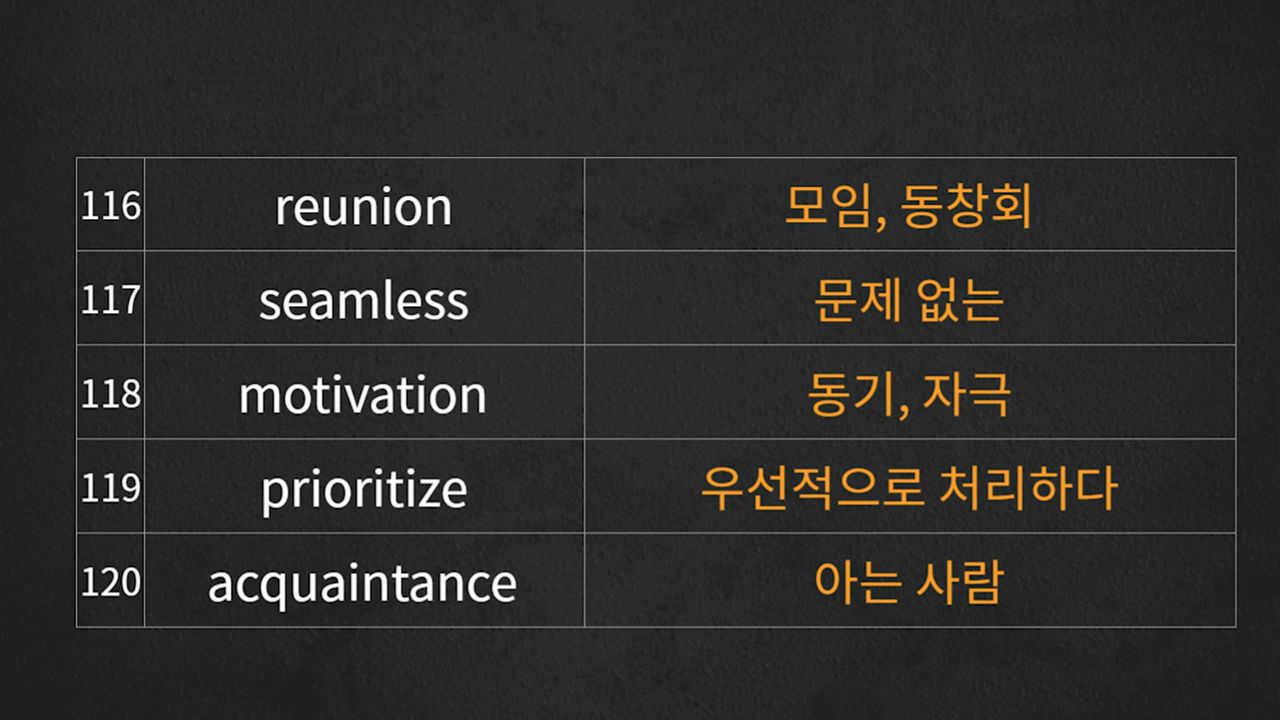 116 reunion 모임, 동창회
117 seamless 문제 없는
118 motivation 동기, 자극
119 prioritize 우선적으로 처리하다
120 acquaintance 아는 사람